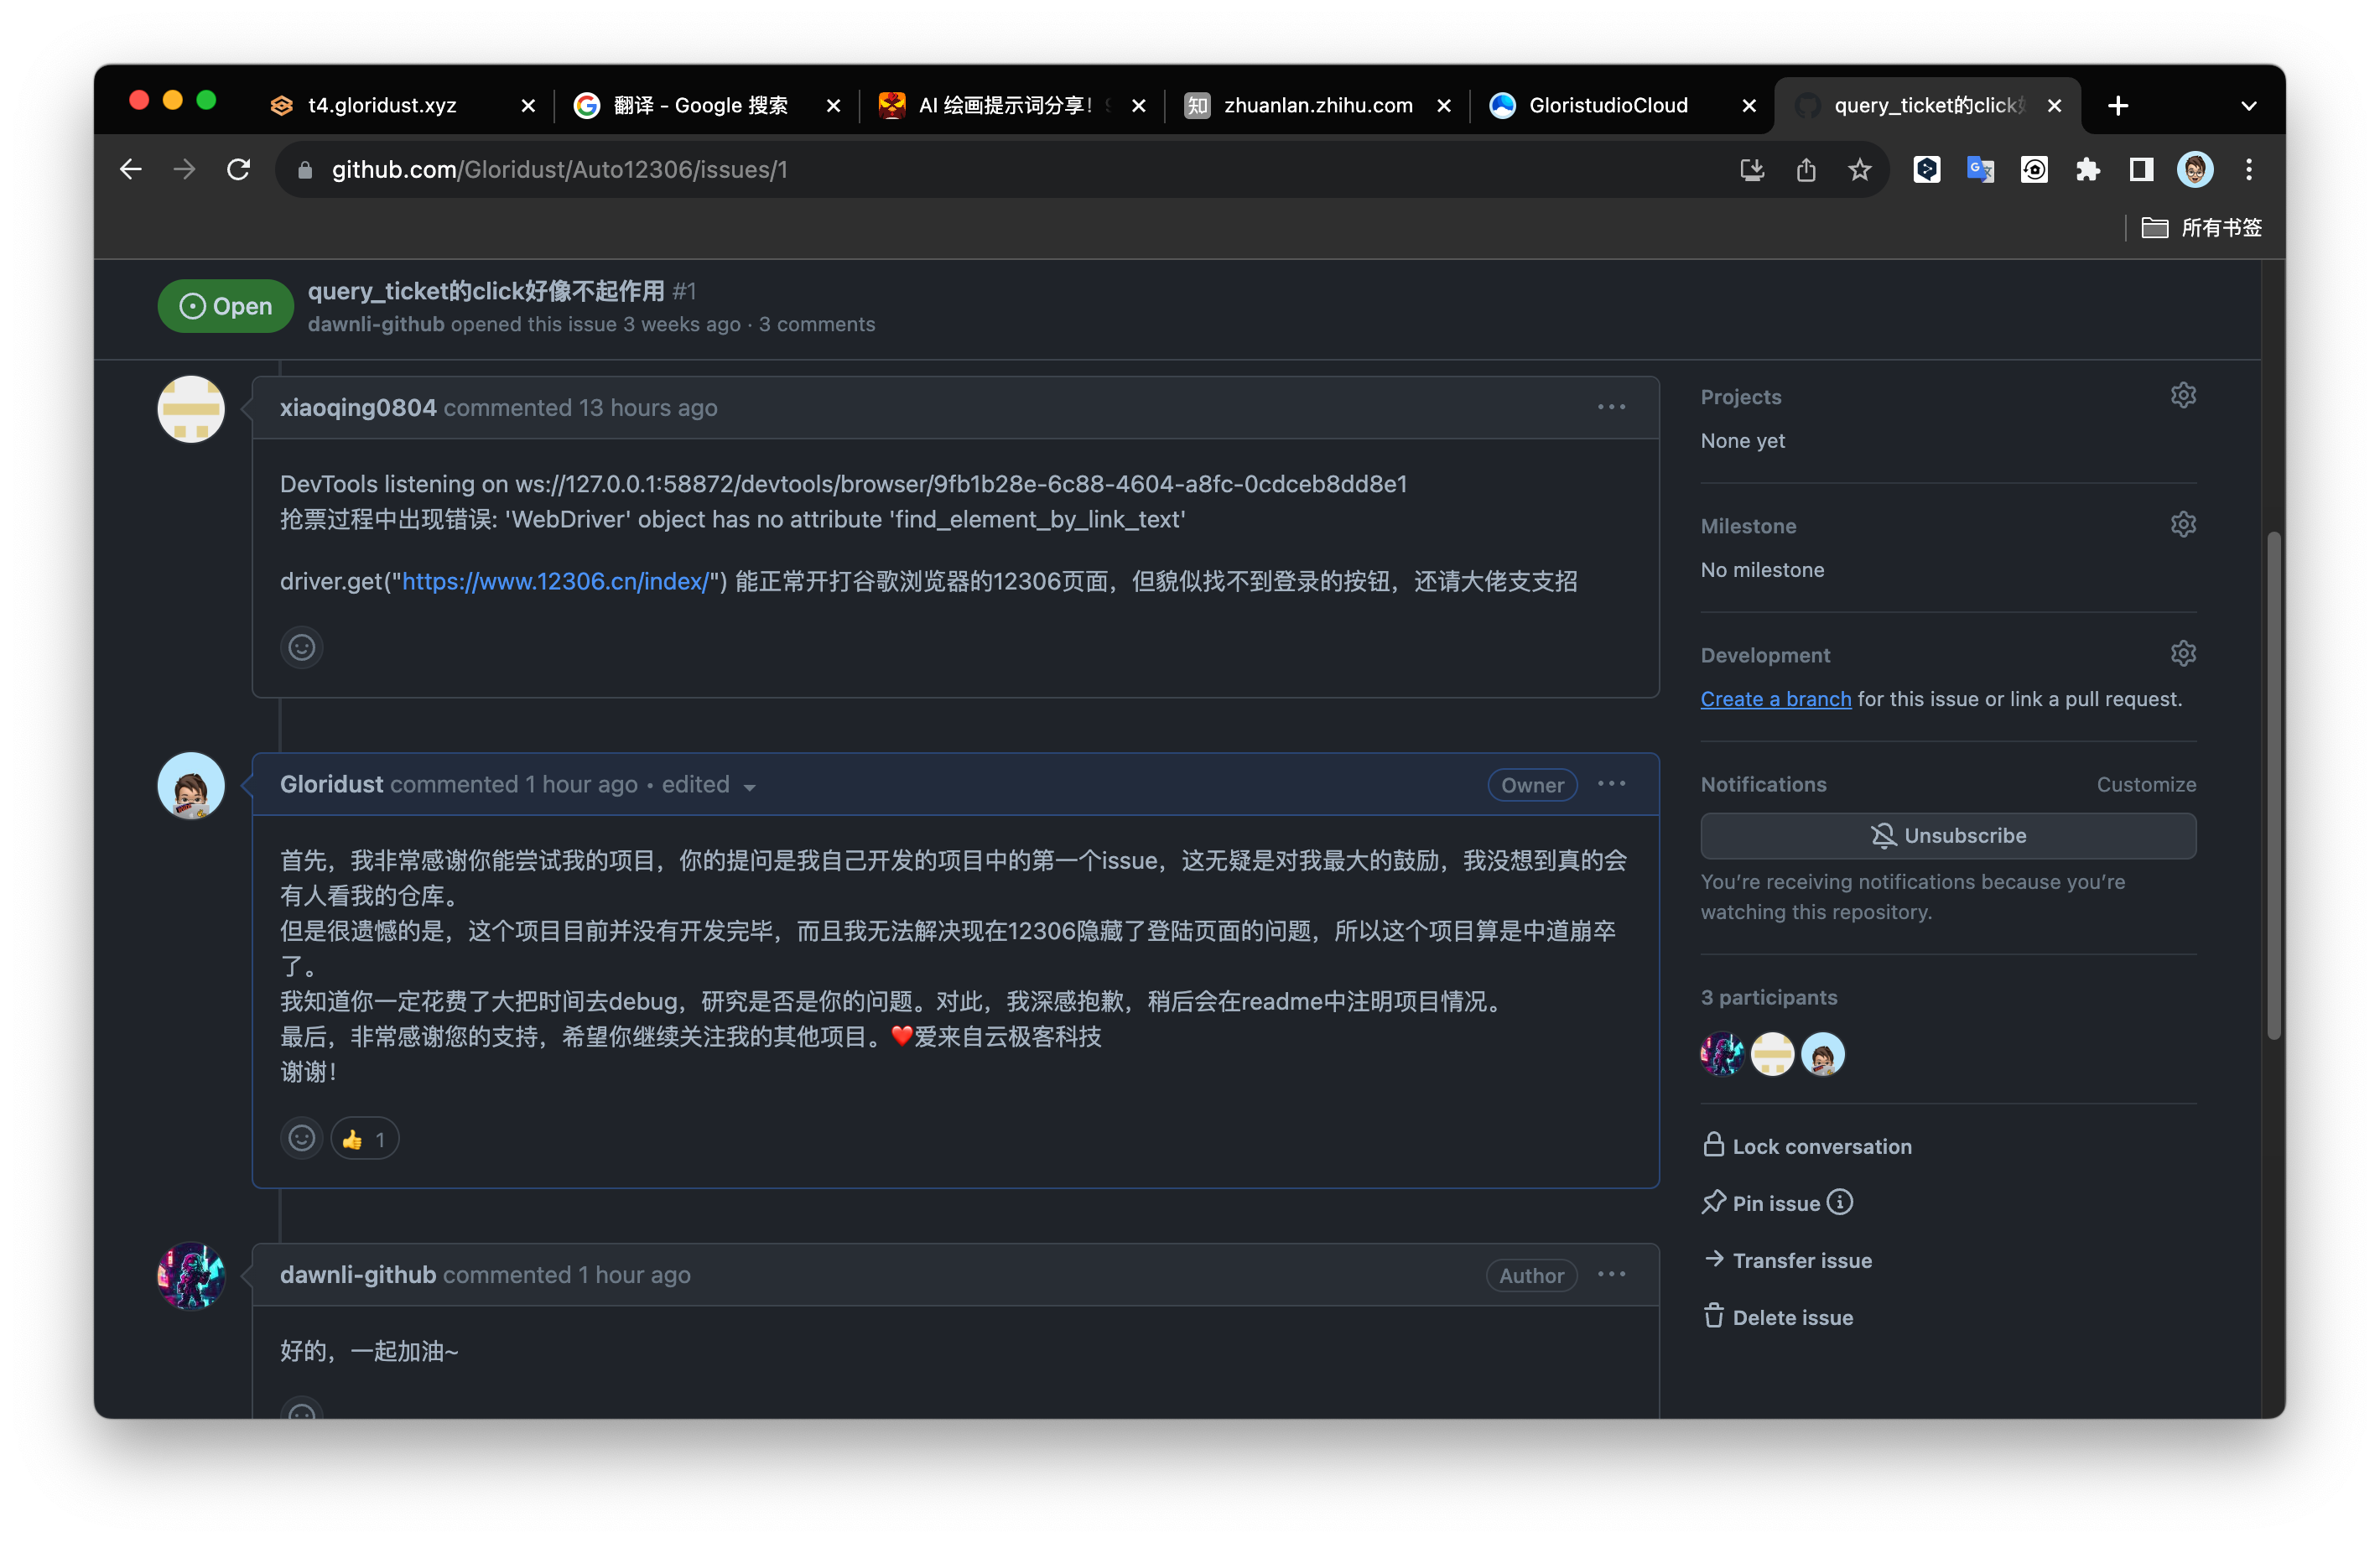 t4.gloridust.xyz
翻译 - Google 搜索
AI 绘画提示词分享！
知 zhuanlan.zhihu.com
GloristudioCloud
query_ticket的click
github.com/Gloridust/Auto12306/issues/1
所有书签
Open
query_ticket的click好像不起作用 #1
dawnli-github opened this issue 3 weeks ago · 3 comments
xiaoqing0804 commented 13 hours ago
DevTools listening on ws://127.0.0.1:58872/devtools/browser/9fb1b28e-6c88-4604-a8fc-0cdceb8dd8e1
抢票过程中出现错误: 'WebDriver' object has no attribute 'find_element_by_link_text'
driver.get("https://www.12306.cn/index/") 能正常开打谷歌浏览器的12306页面，但貌似找不到登录的按钮，还请大佬支支招
Gloridust commented 1 hour ago • edited
Owner
首先，我非常感谢你能尝试我的项目，你的提问是我自己开发的项目中的第一个issue，这无疑是对我最大的鼓励，我没想到真的会
有人看我的仓库。
但是很遗憾的是，这个项目目前并没有开发完毕，而且我无法解决现在12306隐藏了登陆页面的问题，所以这个项目算是中道崩卒
了。
我知道你一定花费了大把时间去debug，研究是否是你的问题。对此，我深感抱歉，稍后会在readme中注明项目情况。
最后，非常感谢您的支持，希望你继续关注我的其他项目。❤️爱来自云极客科技
谢谢！
👍 1
dawnli-github commented 1 hour ago
Author
好的，一起加油~
Projects
None yet
Milestone
No milestone
Development
Create a branch for this issue or link a pull request.
Notifications
Customize
Unsubscribe
You’re receiving notifications because you’re
watching this repository.
3 participants
Lock conversation
Pin issue
Transfer issue
Delete issue